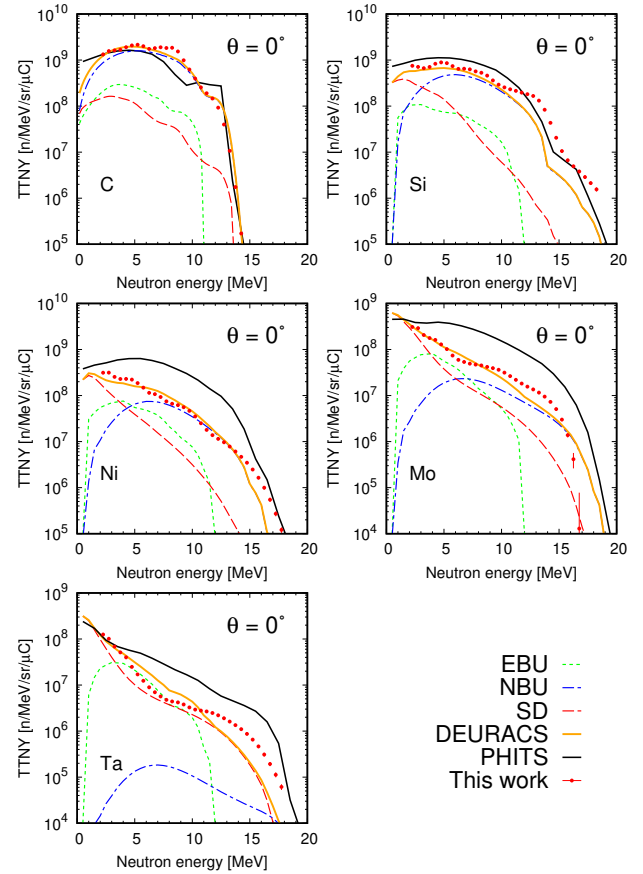 TTNY [n/MeV/sr/μC]
10^10
10^9
10^8
10^7
10^6
10^5
θ = 0°
C
0 5 10 15 20
Neutron energy [MeV]
TTNY [n/MeV/sr/μC]
10^10
10^9
10^8
10^7
10^6
10^5
θ = 0°
Si
0 5 10 15 20
Neutron energy [MeV]
TTNY [n/MeV/sr/μC]
10^10
10^9
10^8
10^7
10^6
10^5
θ = 0°
Ni
0 5 10 15 20
Neutron energy [MeV]
TTNY [n/MeV/sr/μC]
10^9
10^8
10^7
10^6
10^5
10^4
θ = 0°
Mo
0 5 10 15 20
Neutron energy [MeV]
TTNY [n/MeV/sr/μC]
10^9
10^8
10^7
10^6
10^5
10^4
θ = 0°
Ta
0 5 10 15 20
Neutron energy [MeV]
EBU
NBU
SD
DEURACS
PHITS
This work